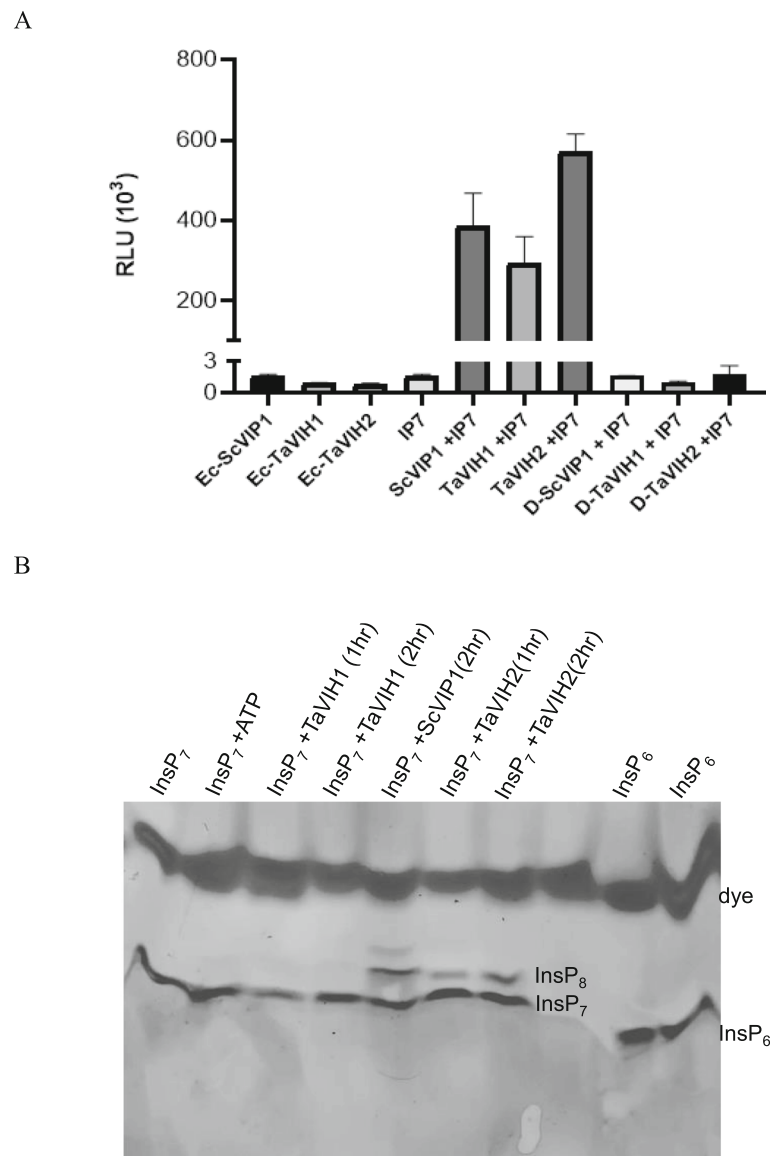 A
800
600
400
200
3
0
RLU (10³)
Ec-ScVIP1
Ec-TaVIH1
Ec-TaVIH2
IP7
ScVIP1 +IP7
TaVIH1 +IP7
TaVIH2 +IP7
D-ScVIP1 + IP7
D-TaVIH1 + IP7
D-TaVIH2 +IP7
B
InsP₇
InsP₇ +ATP
InsP₇ +TaVIH1 (1hr)
InsP₇ +TaVIH1 (2hr)
InsP₇ +ScVIP1(2hr)
InsP₇ +TaVIH2(1hr)
InsP₇ +TaVIH2(2hr)
InsP₆
InsP₆
dye
InsP₈
InsP₇
InsP₆